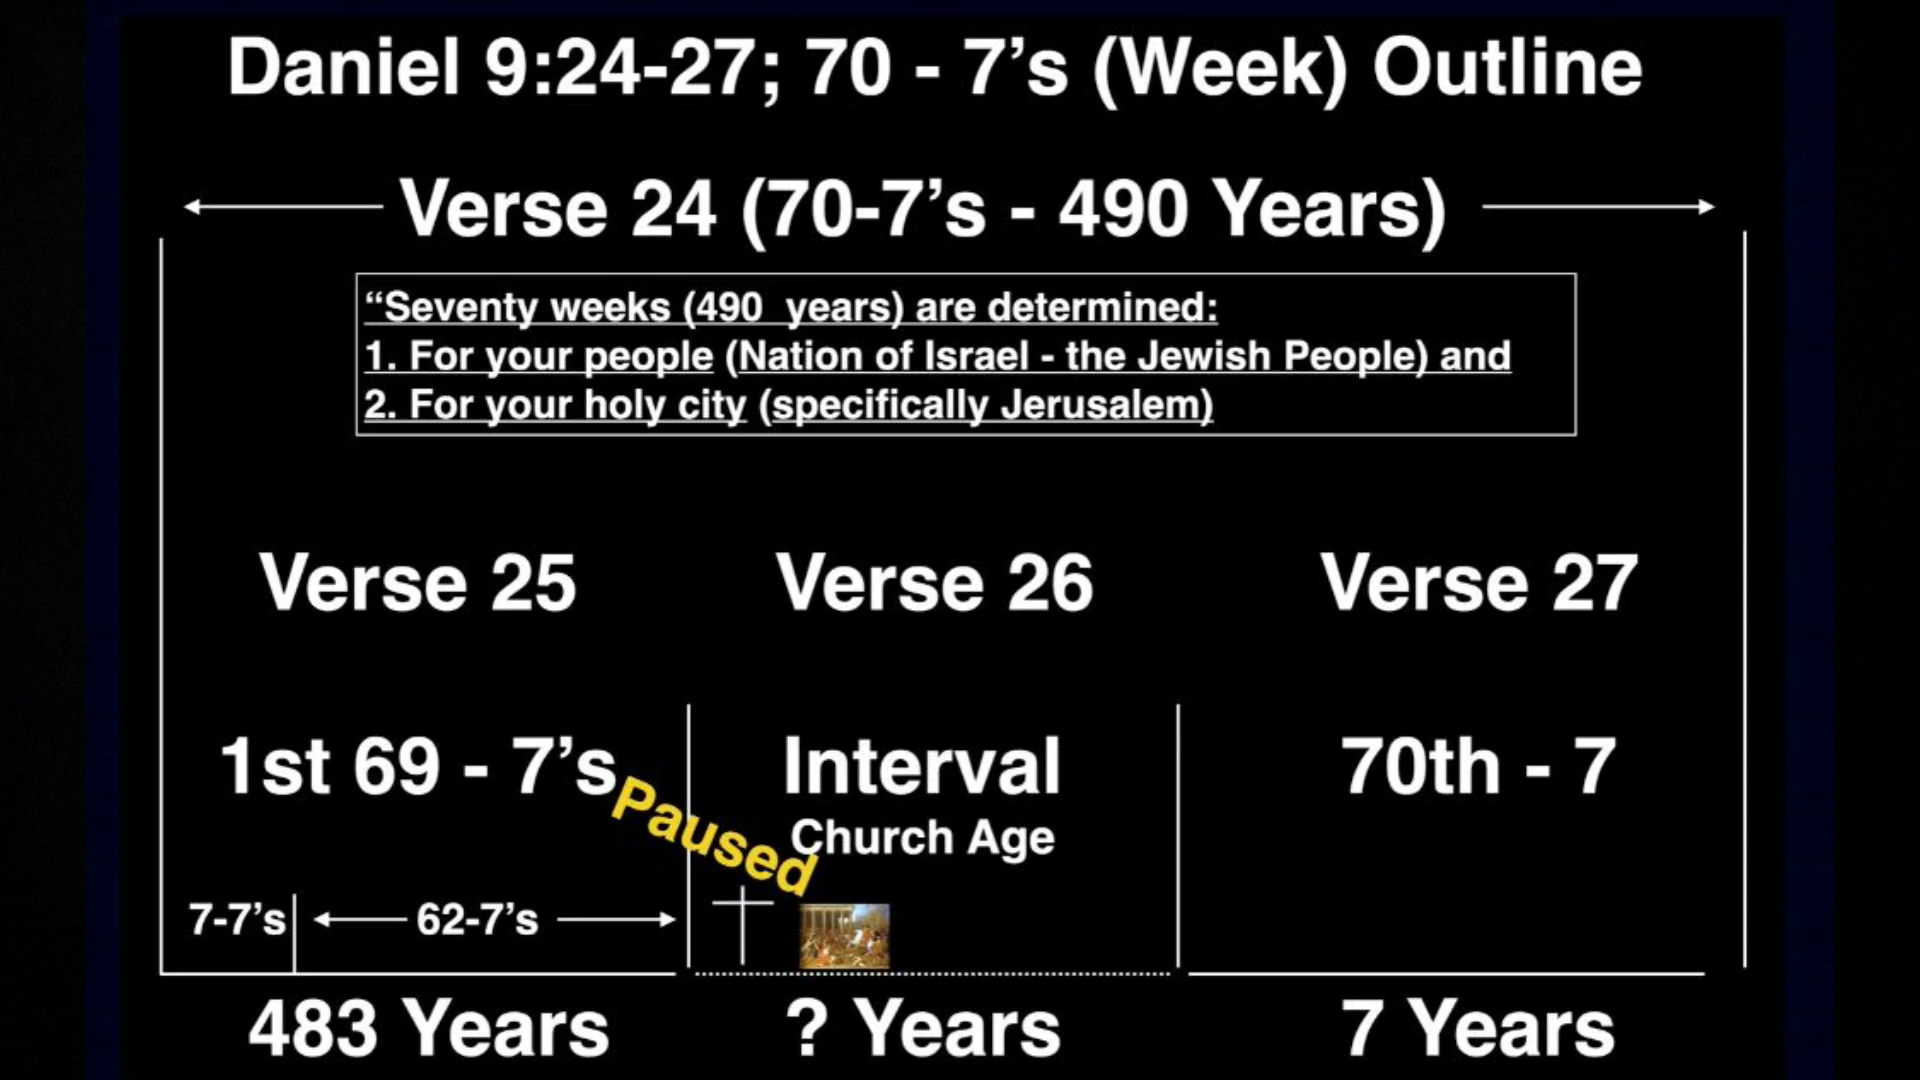 Daniel 9:24-27; 70 - 7’s (Week) Outline
Verse 24 (70-7’s - 490 Years)
“Seventy weeks (490  years) are determined:
1. For your people (Nation of Israel - the Jewish People) and
2. For your holy city (specifically Jerusalem)
Verse 25
Verse 26
Verse 27
1st 69 - 7’s
Paused
Interval
Church Age
70th - 7
7-7’s
62-7’s
483 Years
? Years
7 Years